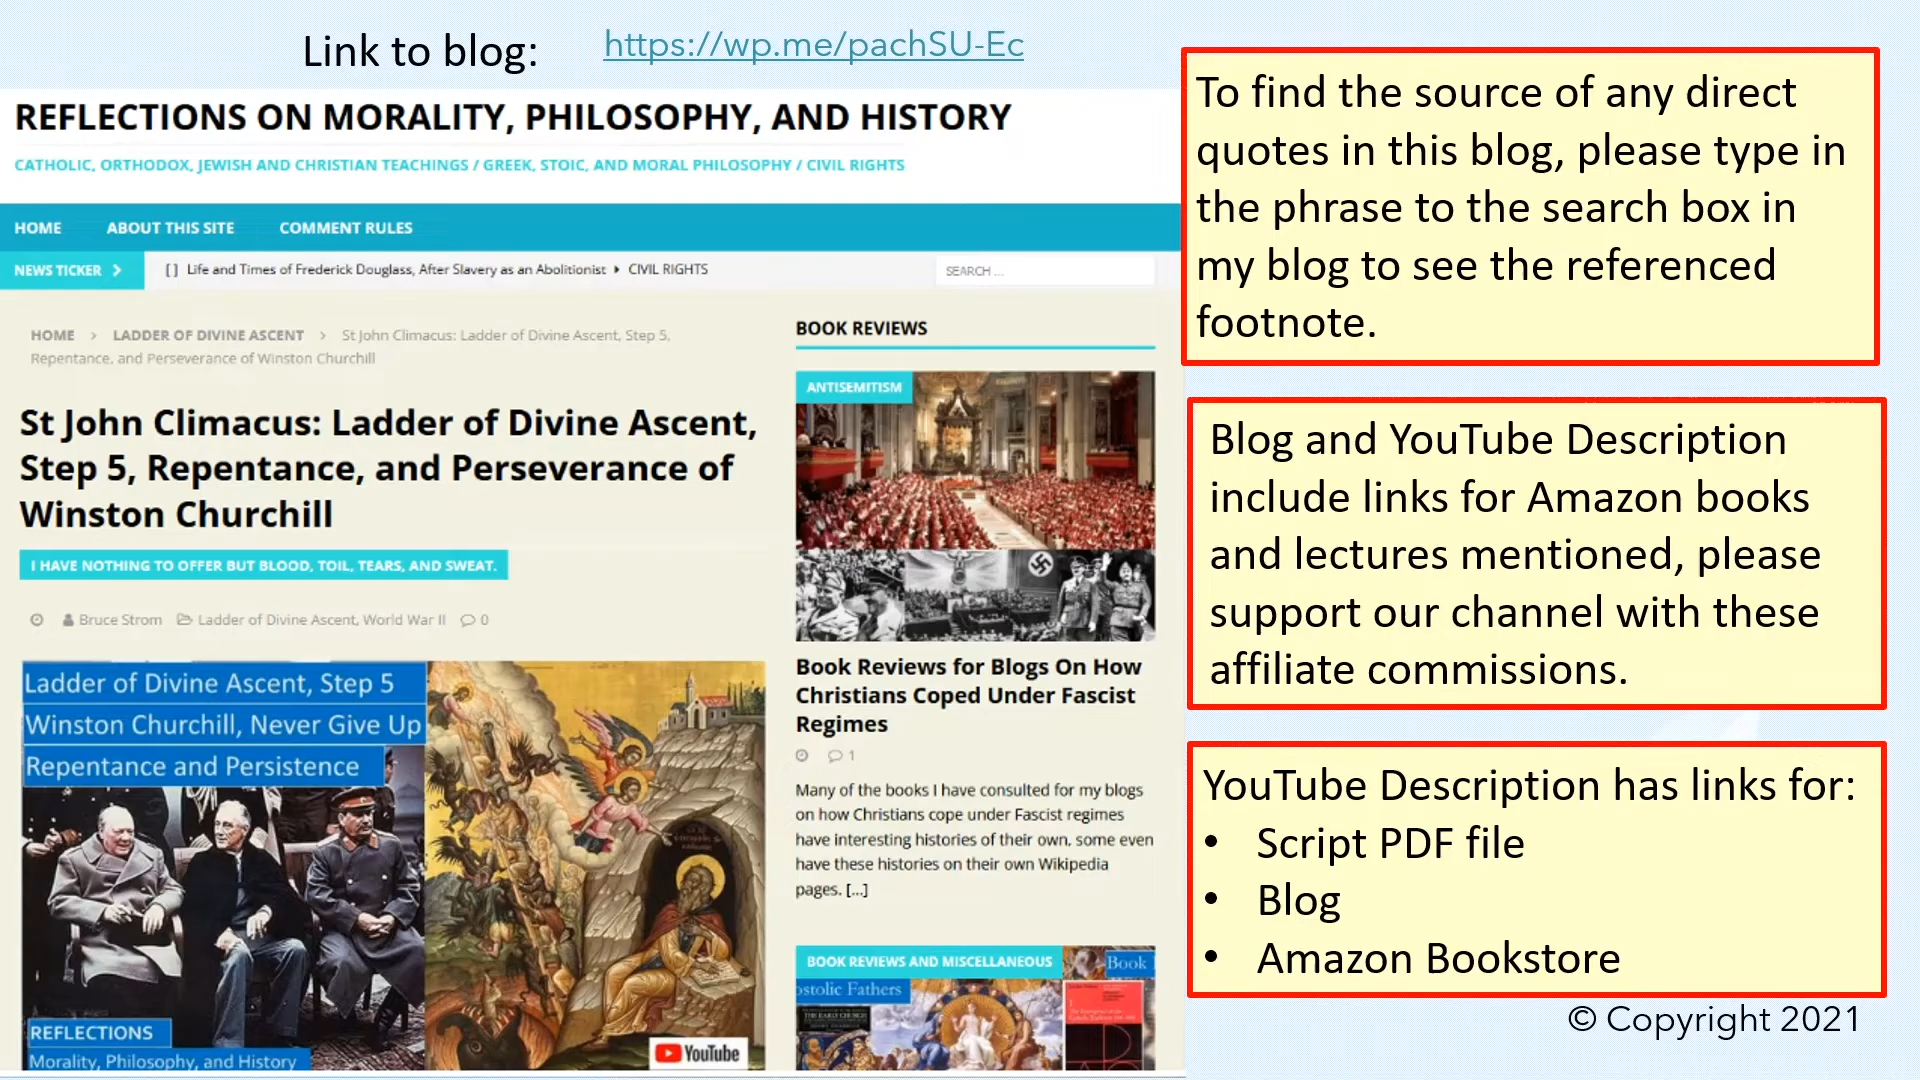 Link to blog: https://wp.me/pachSU-Ec
REFLECTIONS ON MORALITY, PHILOSOPHY, AND HISTORY
CATHOLIC, ORTHODOX, JEWISH AND CHRISTIAN TEACHINGS / GREEK, STOIC, AND MORAL PHILOSOPHY / CIVIL RIGHTS
HOME ABOUT THIS SITE COMMENT RULES
NEWS TICKER [ ] Life and Times of Frederick Douglass, After Slavery as an Abolitionist CIVIL RIGHTS
SEARCH ...
HOME > LADDER OF DIVINE ASCENT > St John Climacus: Ladder of Divine Ascent, Step 5,
Repentance, and Perseverance of Winston Churchill
St John Climacus: Ladder of Divine Ascent,
Step 5, Repentance, and Perseverance of
Winston Churchill
I HAVE NOTHING TO OFFER BUT BLOOD, TOIL, TEARS, AND SWEAT.
Bruce Strom Ladder of Divine Ascent, World War II 0
Ladder of Divine Ascent, Step 5
Winston Churchill, Never Give Up
Repentance and Persistence
REFLECTIONS
Morality, Philosophy, and History
YouTube
BOOK REVIEWS
ANTISEMITISM
Book Reviews for Blogs On How
Christians Coped Under Fascist
Regimes
1
Many of the books I have consulted for my blogs
on how Christians cope under Fascist regimes
have interesting histories of their own, some even
have these histories on their own Wikipedia
pages. [...]
BOOK REVIEWS AND MISCELLANEOUS
Book
ostolic Fathers
To find the source of any direct
quotes in this blog, please type in
the phrase to the search box in
my blog to see the referenced
footnote.
Blog and YouTube Description
include links for Amazon books
and lectures mentioned, please
support our channel with these
affiliate commissions.
YouTube Description has links for:
• Script PDF file
• Blog
• Amazon Bookstore
© Copyright 2021